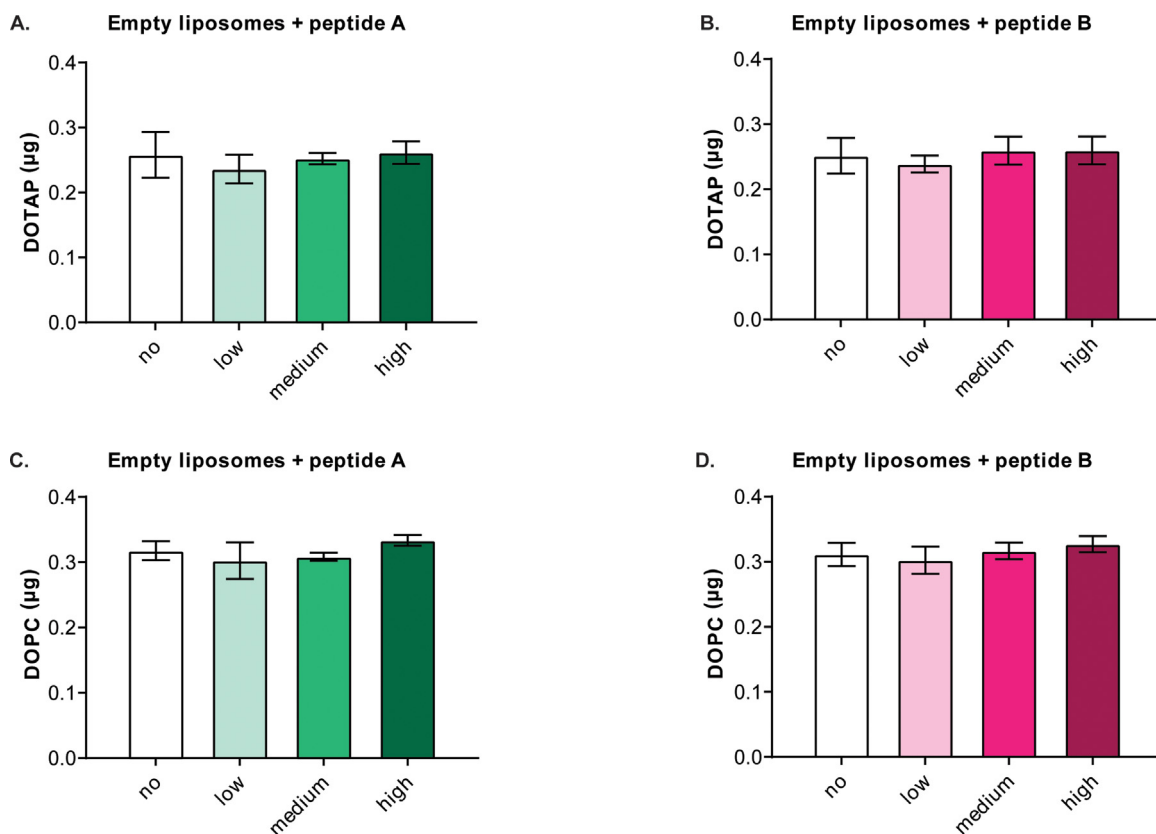 A. Empty liposomes + peptide A
DOTAP (µg)
0.4
0.3
0.2
0.1
0.0
no
low
medium
high
B. Empty liposomes + peptide B
DOTAP (µg)
0.4
0.3
0.2
0.1
0.0
no
low
medium
high
C. Empty liposomes + peptide A
DOPC (µg)
0.4
0.3
0.2
0.1
0.0
no
low
medium
high
D. Empty liposomes + peptide B
DOPC (µg)
0.4
0.3
0.2
0.1
0.0
no
low
medium
high